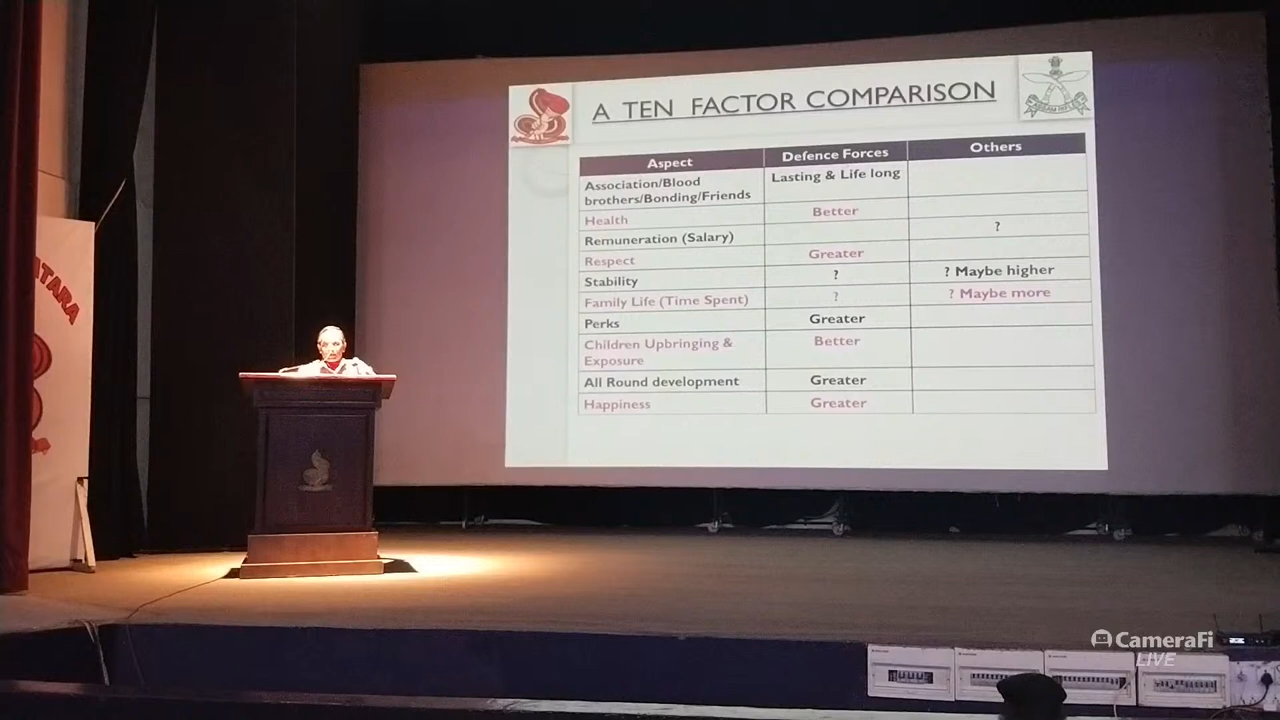 A TEN FACTOR COMPARISON
ASSAM RIFLES
Aspect Defence Forces Others
Association/Blood brothers/Bonding/Friends Lasting & Life long
Health Better
Remuneration (Salary) ?
Respect Greater
Stability ? ? Maybe higher
Family Life (Time Spent) ? ? Maybe more
Perks Greater
Children Upbringing & Exposure Better
All Round development Greater
Happiness Greater
CameraFi
LIVE